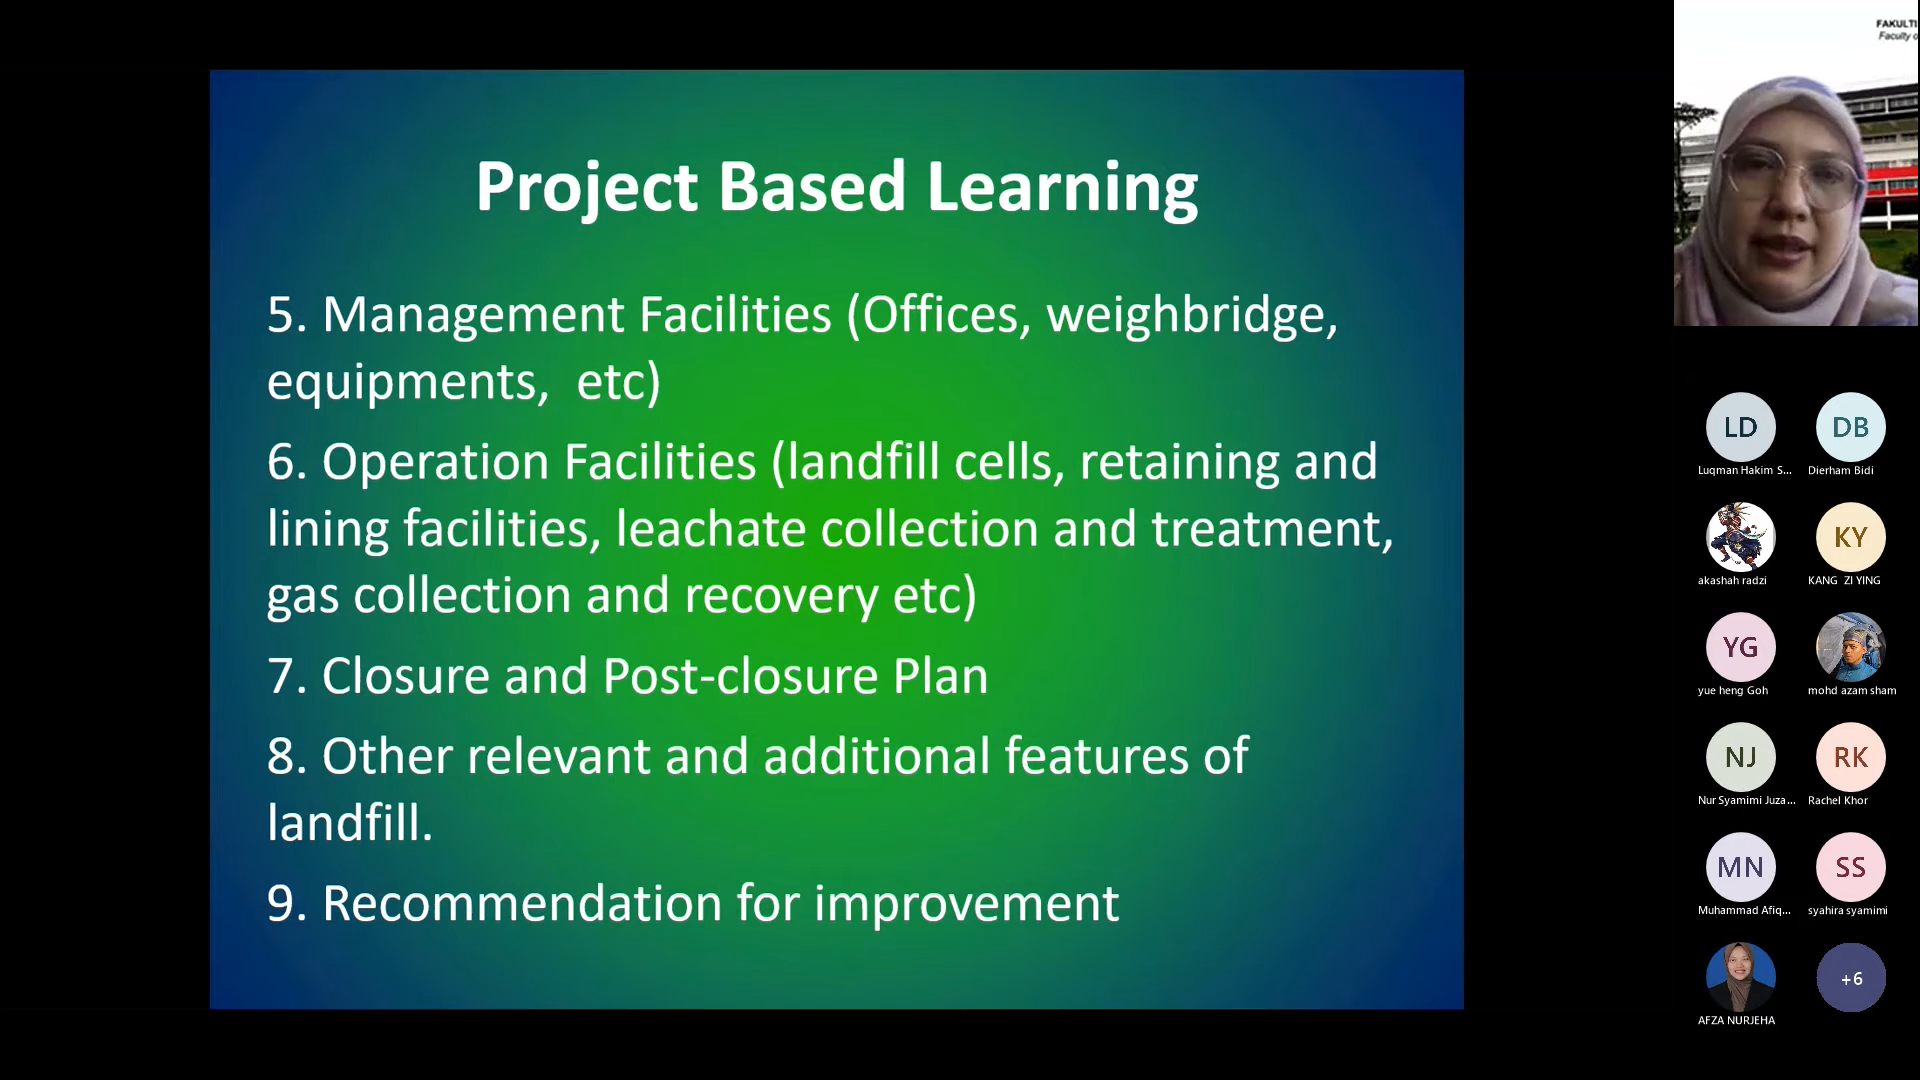 Project Based Learning
5. Management Facilities (Offices, weighbridge,
equipments,  etc)
6. Operation Facilities (landfill cells, retaining and
lining facilities, leachate collection and treatment,
gas collection and recovery etc)
7. Closure and Post-closure Plan
8. Other relevant and additional features of
landfill.
9. Recommendation for improvement
FAKULTI
Faculty o
LD
DB
Luqman Hakim S...
Dierham Bidi
KY
akashah radzi
KANG ZI YING
YG
yue heng Goh
mohd azam sham
NJ
RK
Nur Syamimi Juza...
Rachel Khor
MN
SS
Muhammad Afiq...
syahira syamimi
+6
AFZA NURJEHA